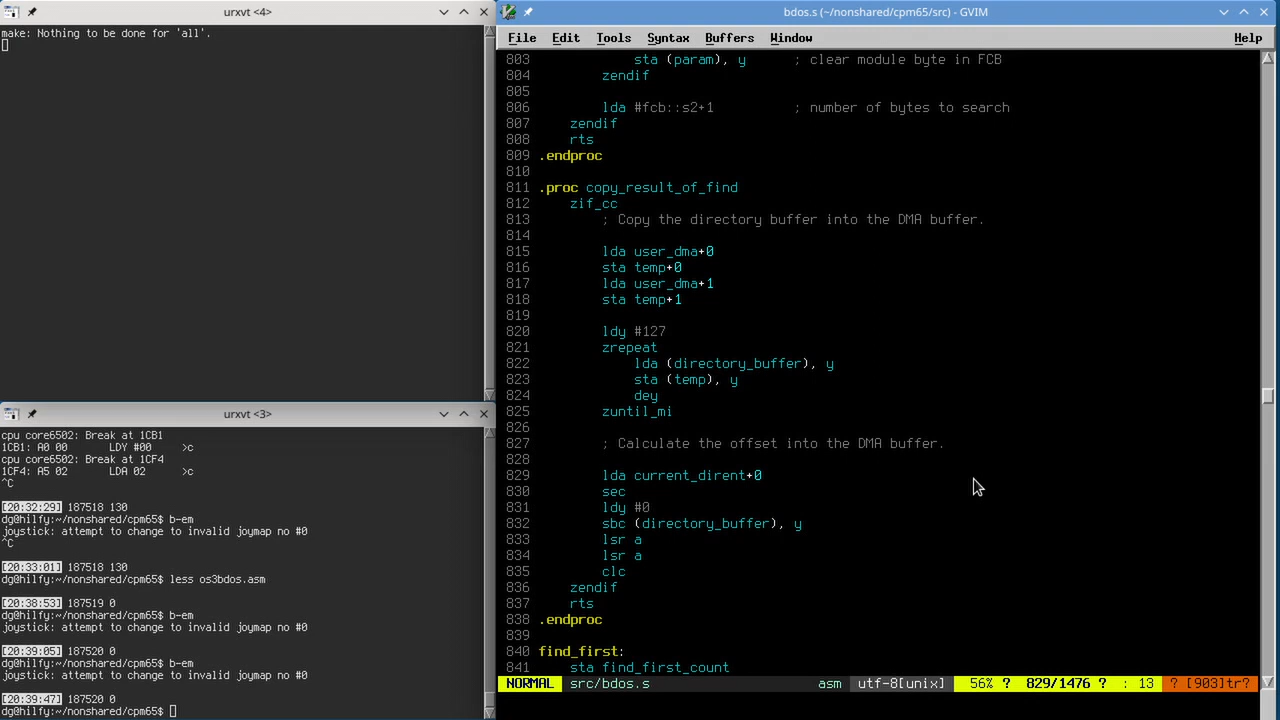 urxvt <4>
make: Nothing to be done for 'all'.
urxvt <3>
cpu core6502: Break at 1CB1
1CB1: A0 00       LDY #00      >c
cpu core6502: Break at 1CF4
1CF4: A5 02       LDA 02       >c
^C
[20:32:29] 187518 130
dg@hilfy:~/nonshared/cpm65$ b-em
joystick: attempt to change to invalid joymap no #0
^C
[20:33:01] 187518 130
dg@hilfy:~/nonshared/cpm65$ less os3bdos.asm
[20:38:53] 187519 0
dg@hilfy:~/nonshared/cpm65$ b-em
joystick: attempt to change to invalid joymap no #0
[20:39:05] 187520 0
dg@hilfy:~/nonshared/cpm65$ b-em
joystick: attempt to change to invalid joymap no #0
[20:39:47] 187520 0
dg@hilfy:~/nonshared/cpm65$
bdos.s (~/nonshared/cpm65/src) - GVIM
File Edit Tools Syntax Buffers Window Help
803             sta (param), y      ; clear module byte in FCB
804         zendif
805
806         lda #fcb::s2+1          ; number of bytes to search
807     zendif
808     rts
809 .endproc
810
811 .proc copy_result_of_find
812     zif_cc
813         ; Copy the directory buffer into the DMA buffer.
814
815         lda user_dma+0
816         sta temp+0
817         lda user_dma+1
818         sta temp+1
819
820         ldy #127
821         zrepeat
822             lda (directory_buffer), y
823             sta (temp), y
824             dey
825         zuntil_mi
826
827         ; Calculate the offset into the DMA buffer.
828
829         lda current_dirent+0
830         sec
831         ldy #0
832         sbc (directory_buffer), y
833         lsr a
834         lsr a
835         clc
836     zendif
837     rts
838 .endproc
839
840 find_first:
841     sta find_first_count
NORMAL src/bdos.s asm utf-8[unix] 56% ? 829/1476 ? : 13 ? [903]tr?